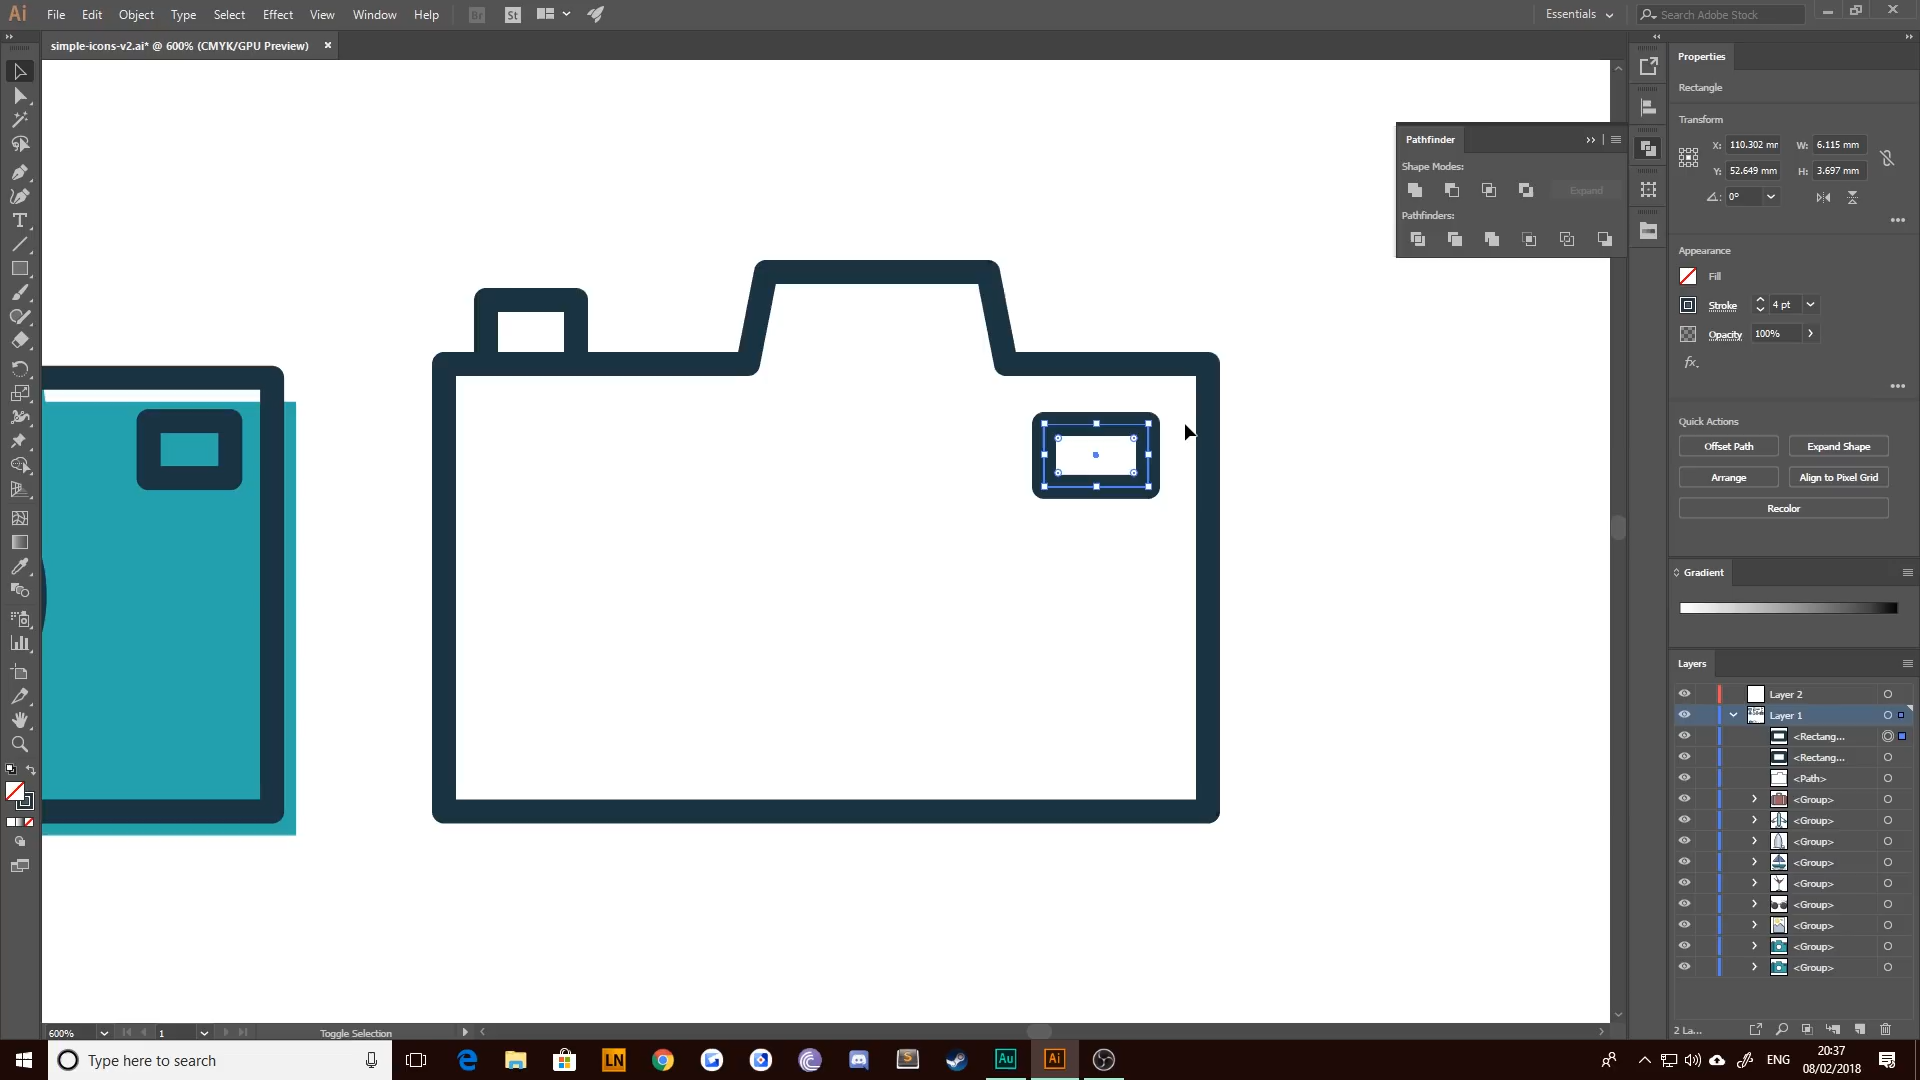 Ai File Edit Object Type Select Effect View Window Help Br St Essentials Search Adobe Stock
simple-icons-v2.ai* @ 600% (CMYK/GPU Preview) ×
Properties
Rectangle
Transform
X: 110.302 mm W: 6.115 mm
Y: 52.649 mm H: 3.697 mm
0°
Pathfinder
Shape Modes:
Expand
Pathfinders:
Appearance
Fill
Stroke 4 pt
Opacity 100%
fx.
Quick Actions
Offset Path Expand Shape
Arrange Align to Pixel Grid
Recolor
Gradient
Layers
Layer 2
Layer 1
<Rectang...
<Rectang...
<Path>
<Group>
<Group>
<Group>
<Group>
<Group>
<Group>
<Group>
<Group>
<Group>
2 La...
600% 1 Toggle Selection
Type here to search
LN Au Ai
ENG
20:37
08/02/2018